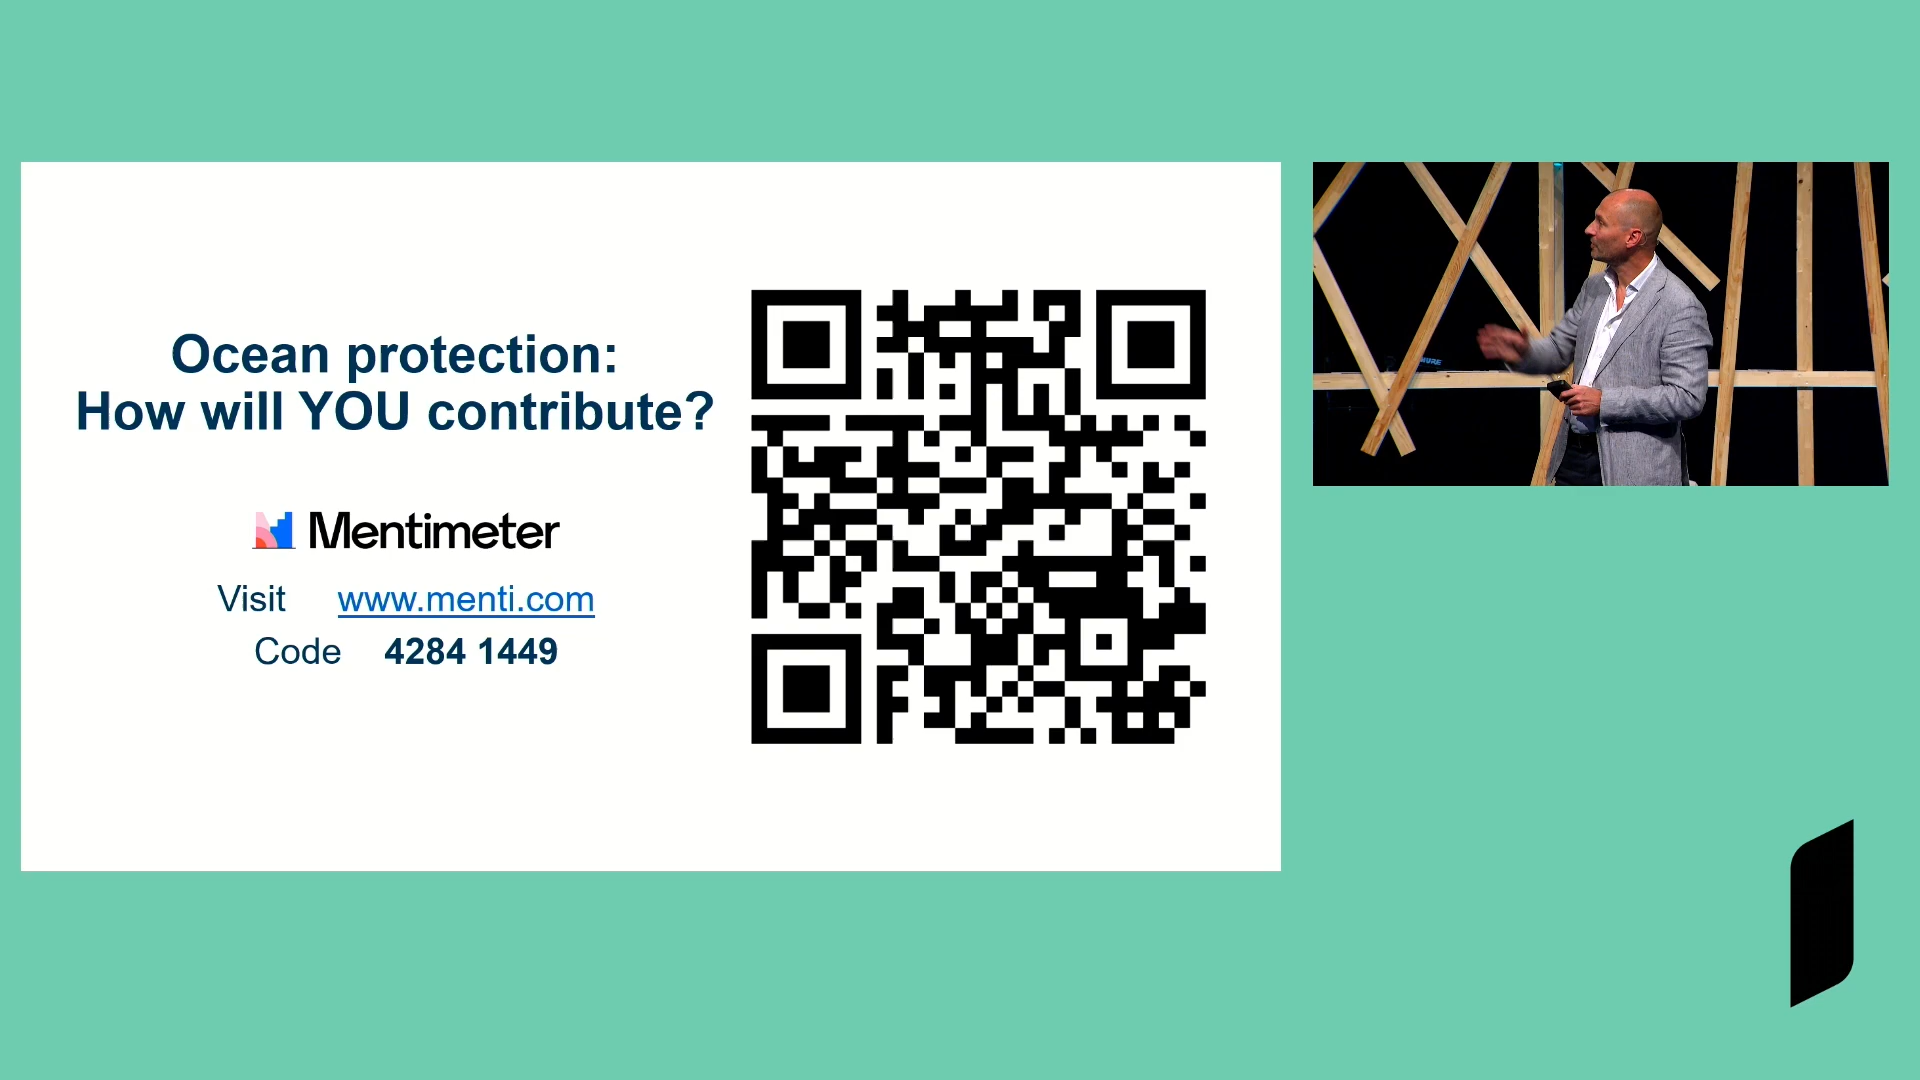 Ocean protection:
How will YOU contribute?
Mentimeter
Visit www.menti.com
Code 4284 1449